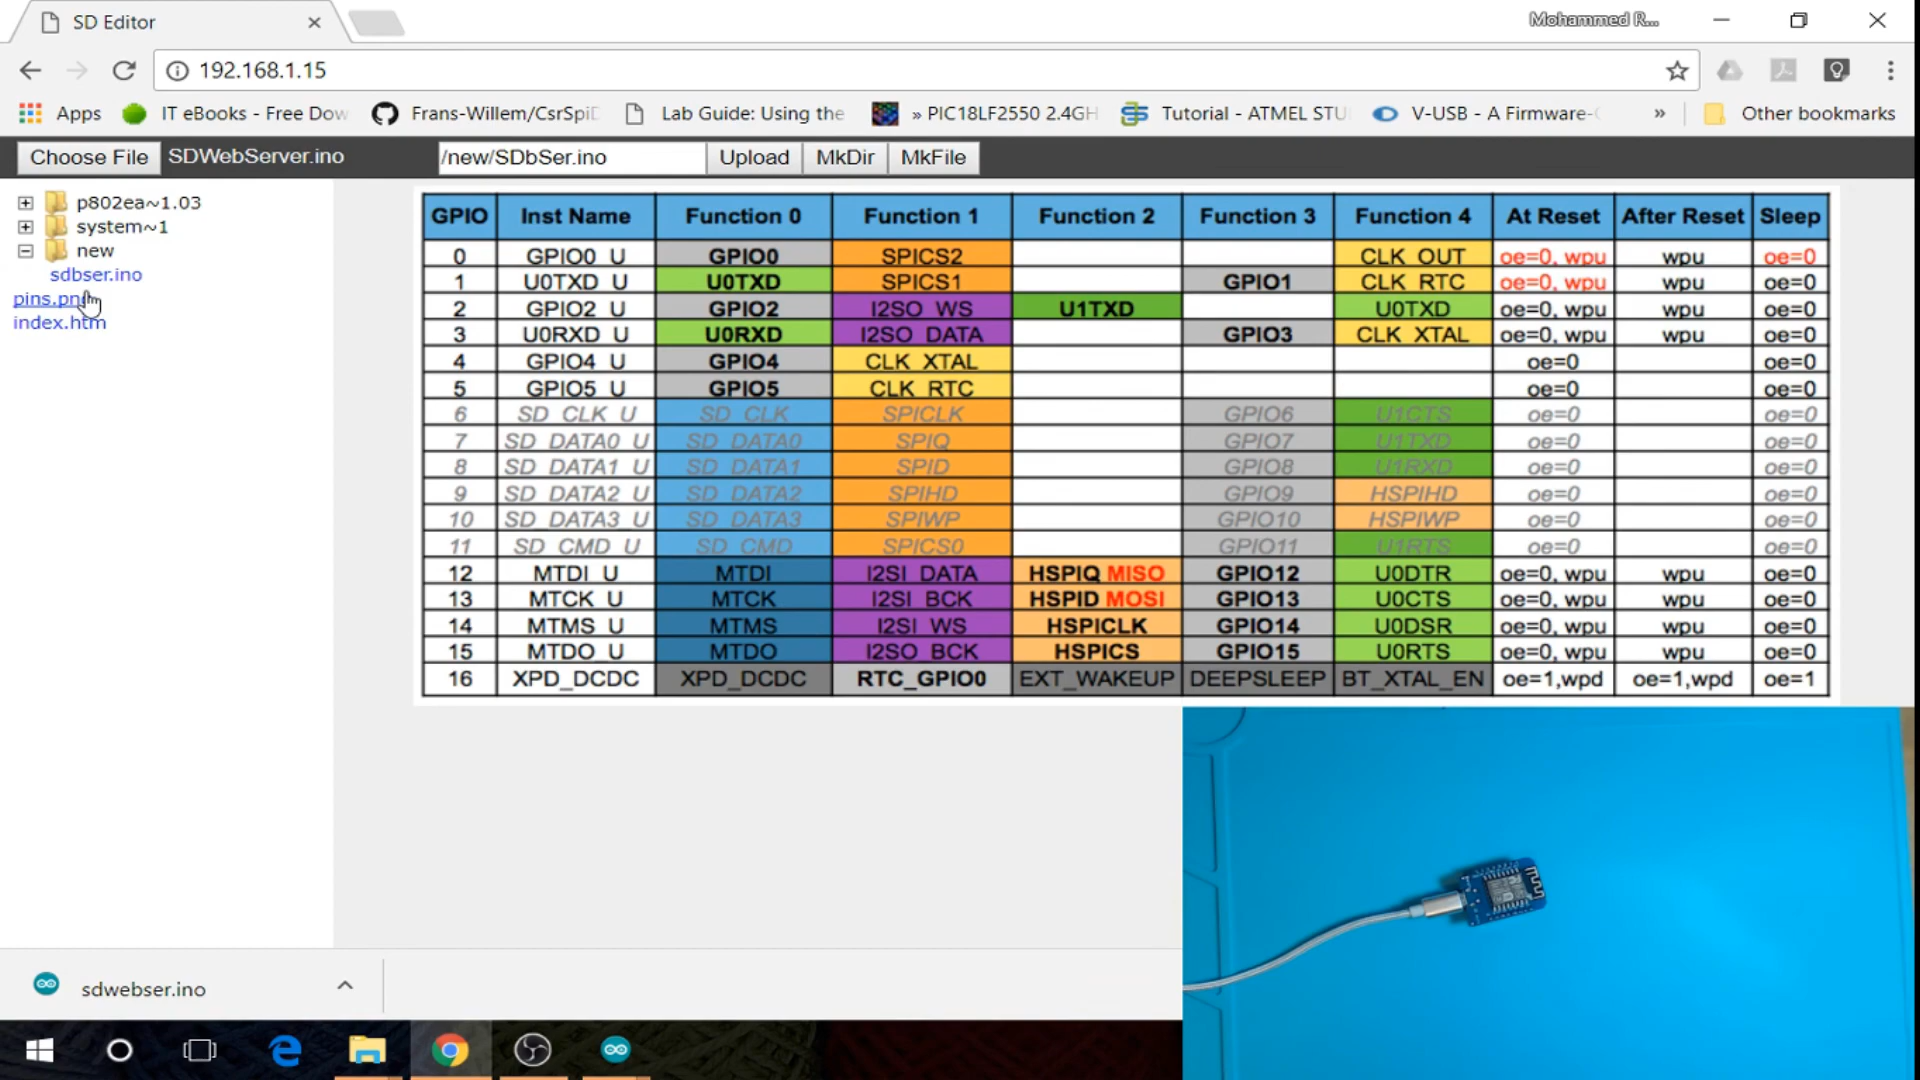 SD Editor
Mohammed R...
192.168.1.15
Apps
IT eBooks - Free Dow
Frans-Willem/CsrSpiD
Lab Guide: Using the
» PIC18LF2550 2.4GH
Tutorial - ATMEL STU
V-USB - A Firmware-
»
Other bookmarks
Choose File SDWebServer.ino
/new/SDbSer.ino
Upload
MkDir
MkFile
p802ea~1.03
system~1
new
sdbser.ino
pins.pn
index.htm
GPIO Inst Name Function 0 Function 1 Function 2 Function 3 Function 4 At Reset After Reset Sleep
0 GPIO0_U GPIO0 SPICS2 CLK_OUT oe=0, wpu wpu oe=0
1 U0TXD_U U0TXD SPICS1 GPIO1 CLK_RTC oe=0, wpu wpu oe=0
2 GPIO2_U GPIO2 I2SO_WS U1TXD U0TXD oe=0, wpu wpu oe=0
3 U0RXD_U U0RXD I2SO_DATA GPIO3 CLK_XTAL oe=0, wpu wpu oe=0
4 GPIO4_U GPIO4 CLK_XTAL oe=0 oe=0
5 GPIO5_U GPIO5 CLK_RTC oe=0 oe=0
6 SD_CLK_U SD_CLK SPICLK GPIO6 U1CTS oe=0 oe=0
7 SD_DATA0_U SD_DATA0 SPIQ GPIO7 U1TXD oe=0 oe=0
8 SD_DATA1_U SD_DATA1 SPID GPIO8 U1RXD oe=0 oe=0
9 SD_DATA2_U SD_DATA2 SPIHD GPIO9 HSPIHD oe=0 oe=0
10 SD_DATA3_U SD_DATA3 SPIWP GPIO10 HSPIWP oe=0 oe=0
11 SD_CMD_U SD_CMD SPICS0 GPIO11 U1RTS oe=0 oe=0
12 MTDI_U MTDI I2SI_DATA HSPIQ MISO GPIO12 U0DTR oe=0, wpu wpu oe=0
13 MTCK_U MTCK I2SI_BCK HSPID MOSI GPIO13 U0CTS oe=0, wpu wpu oe=0
14 MTMS_U MTMS I2SI_WS HSPICLK GPIO14 U0DSR oe=0, wpu wpu oe=0
15 MTDO_U MTDO I2SO_BCK HSPICS GPIO15 U0RTS oe=0, wpu wpu oe=0
16 XPD_DCDC XPD_DCDC RTC_GPIO0 EXT_WAKEUP DEEPSLEEP BT_XTAL_EN oe=1,wpd oe=1,wpd oe=1
sdwebser.ino